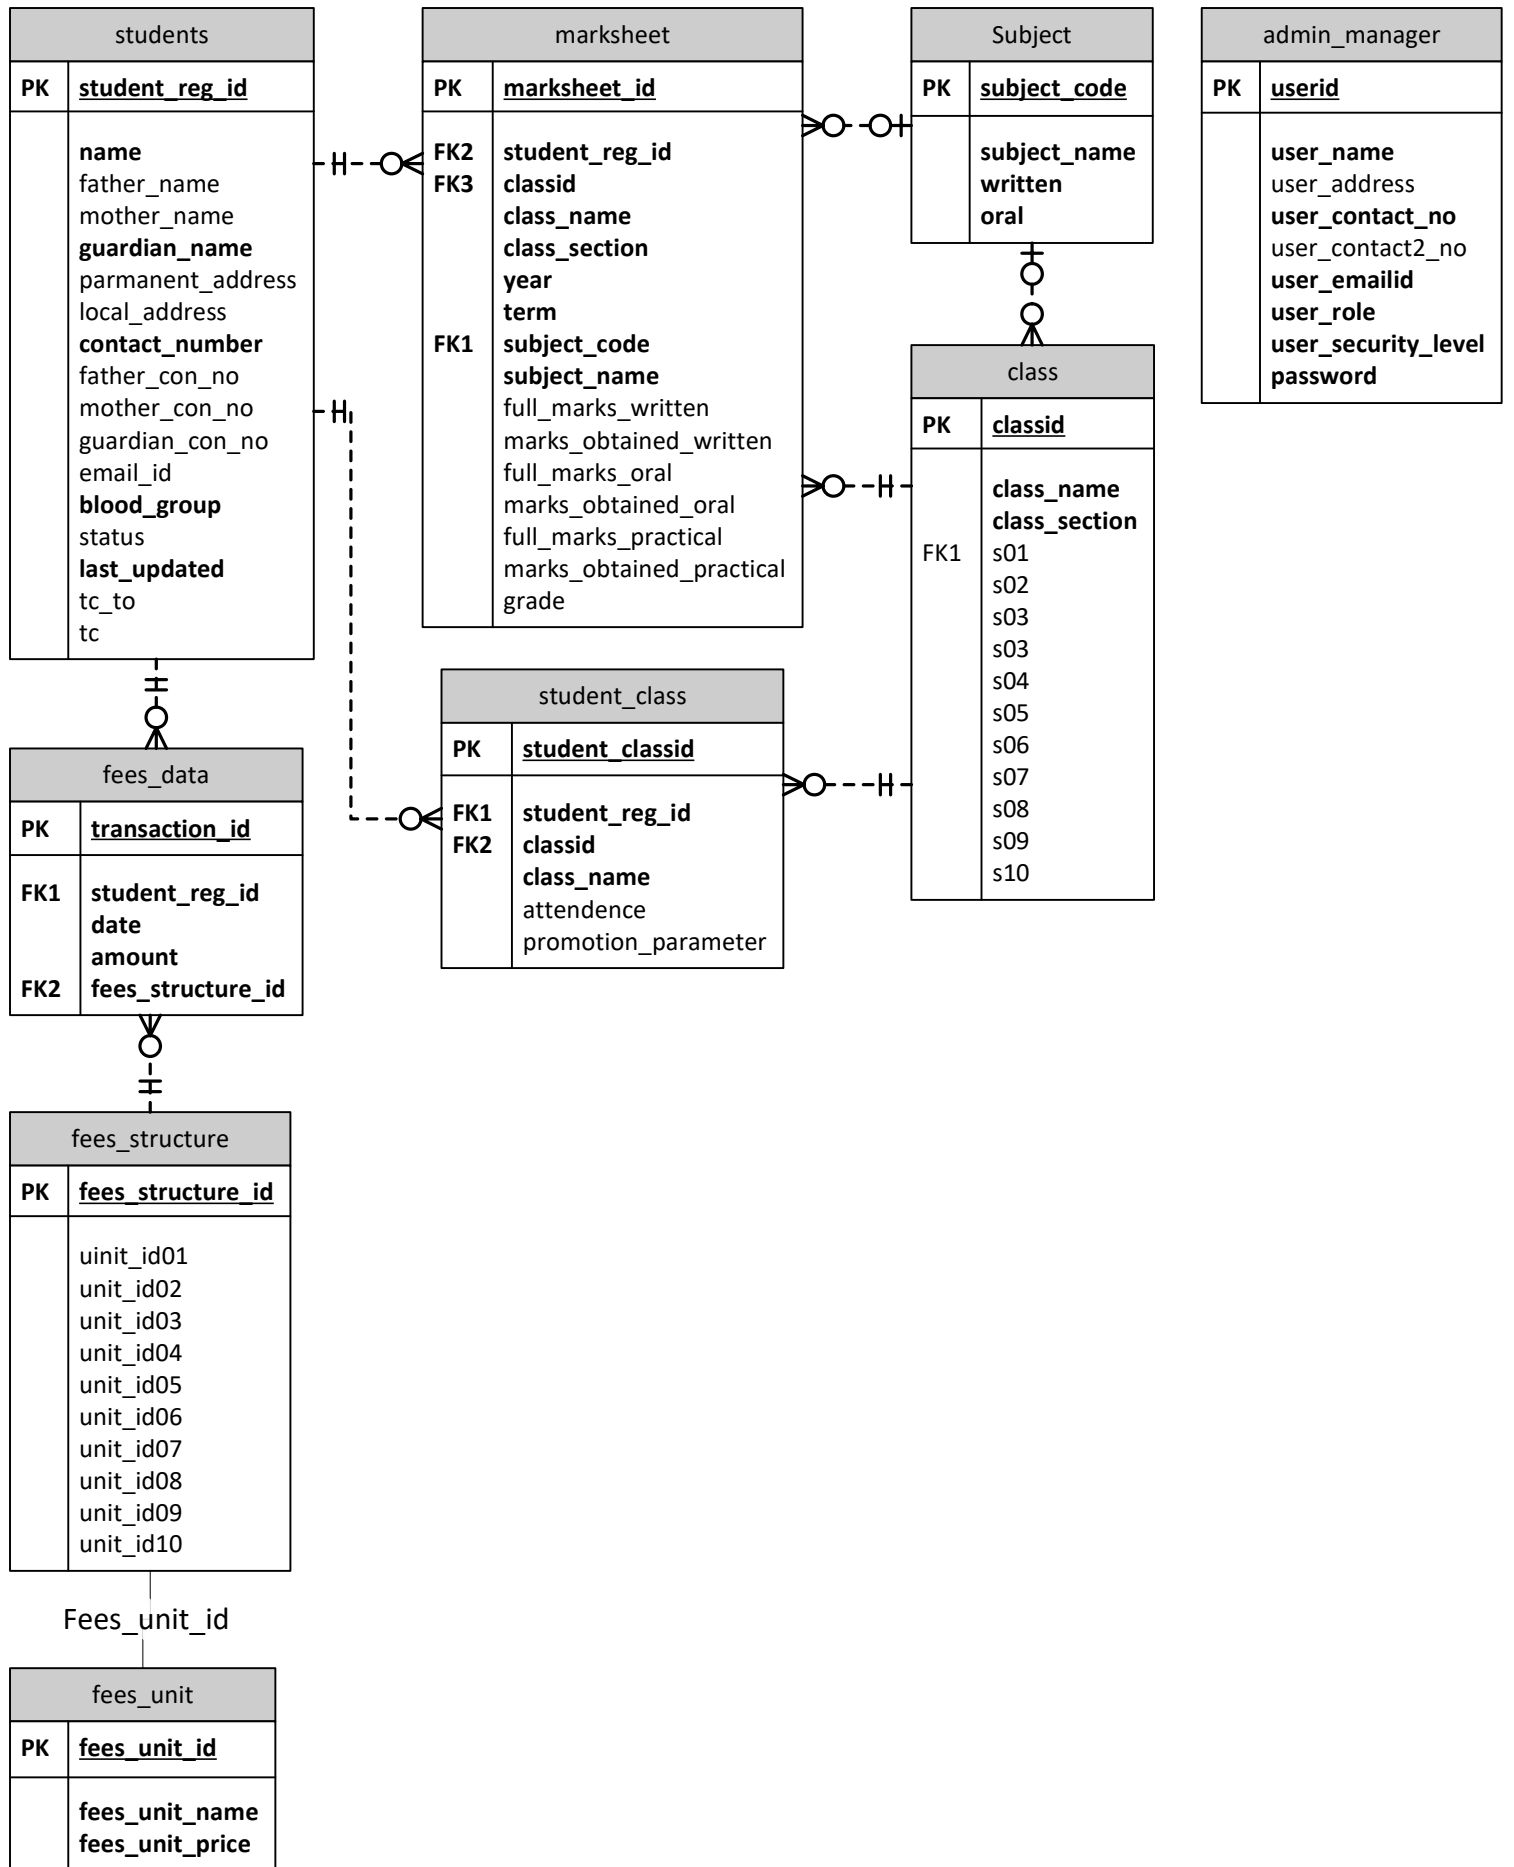 students
PK student_reg_id
name
father_name
mother_name
guardian_name
parmanent_address
local_address
contact_number
father_con_no
mother_con_no
guardian_con_no
email_id
blood_group
status
last_updated
tc_to
tc
marksheet
PK marksheet_id
FK2 student_reg_id
FK3 classid
class_name
class_section
year
term
FK1 subject_code
subject_name
full_marks_written
marks_obtained_written
full_marks_oral
marks_obtained_oral
full_marks_practical
marks_obtained_practical
grade
Subject
PK subject_code
subject_name
written
oral
admin_manager
PK userid
user_name
user_address
user_contact_no
user_contact2_no
user_emailid
user_role
user_security_level
password
class
PK classid
class_name
class_section
FK1 s01
s02
s03
s03
s04
s05
s06
s07
s08
s09
s10
student_class
PK student_classid
FK1 student_reg_id
FK2 classid
class_name
attendence
promotion_parameter
fees_data
PK transaction_id
FK1 student_reg_id
date
amount
FK2 fees_structure_id
fees_structure
PK fees_structure_id
uinit_id01
unit_id02
unit_id03
unit_id04
unit_id05
unit_id06
unit_id07
unit_id08
unit_id09
unit_id10
Fees_unit_id
fees_unit
PK fees_unit_id
fees_unit_name
fees_unit_price